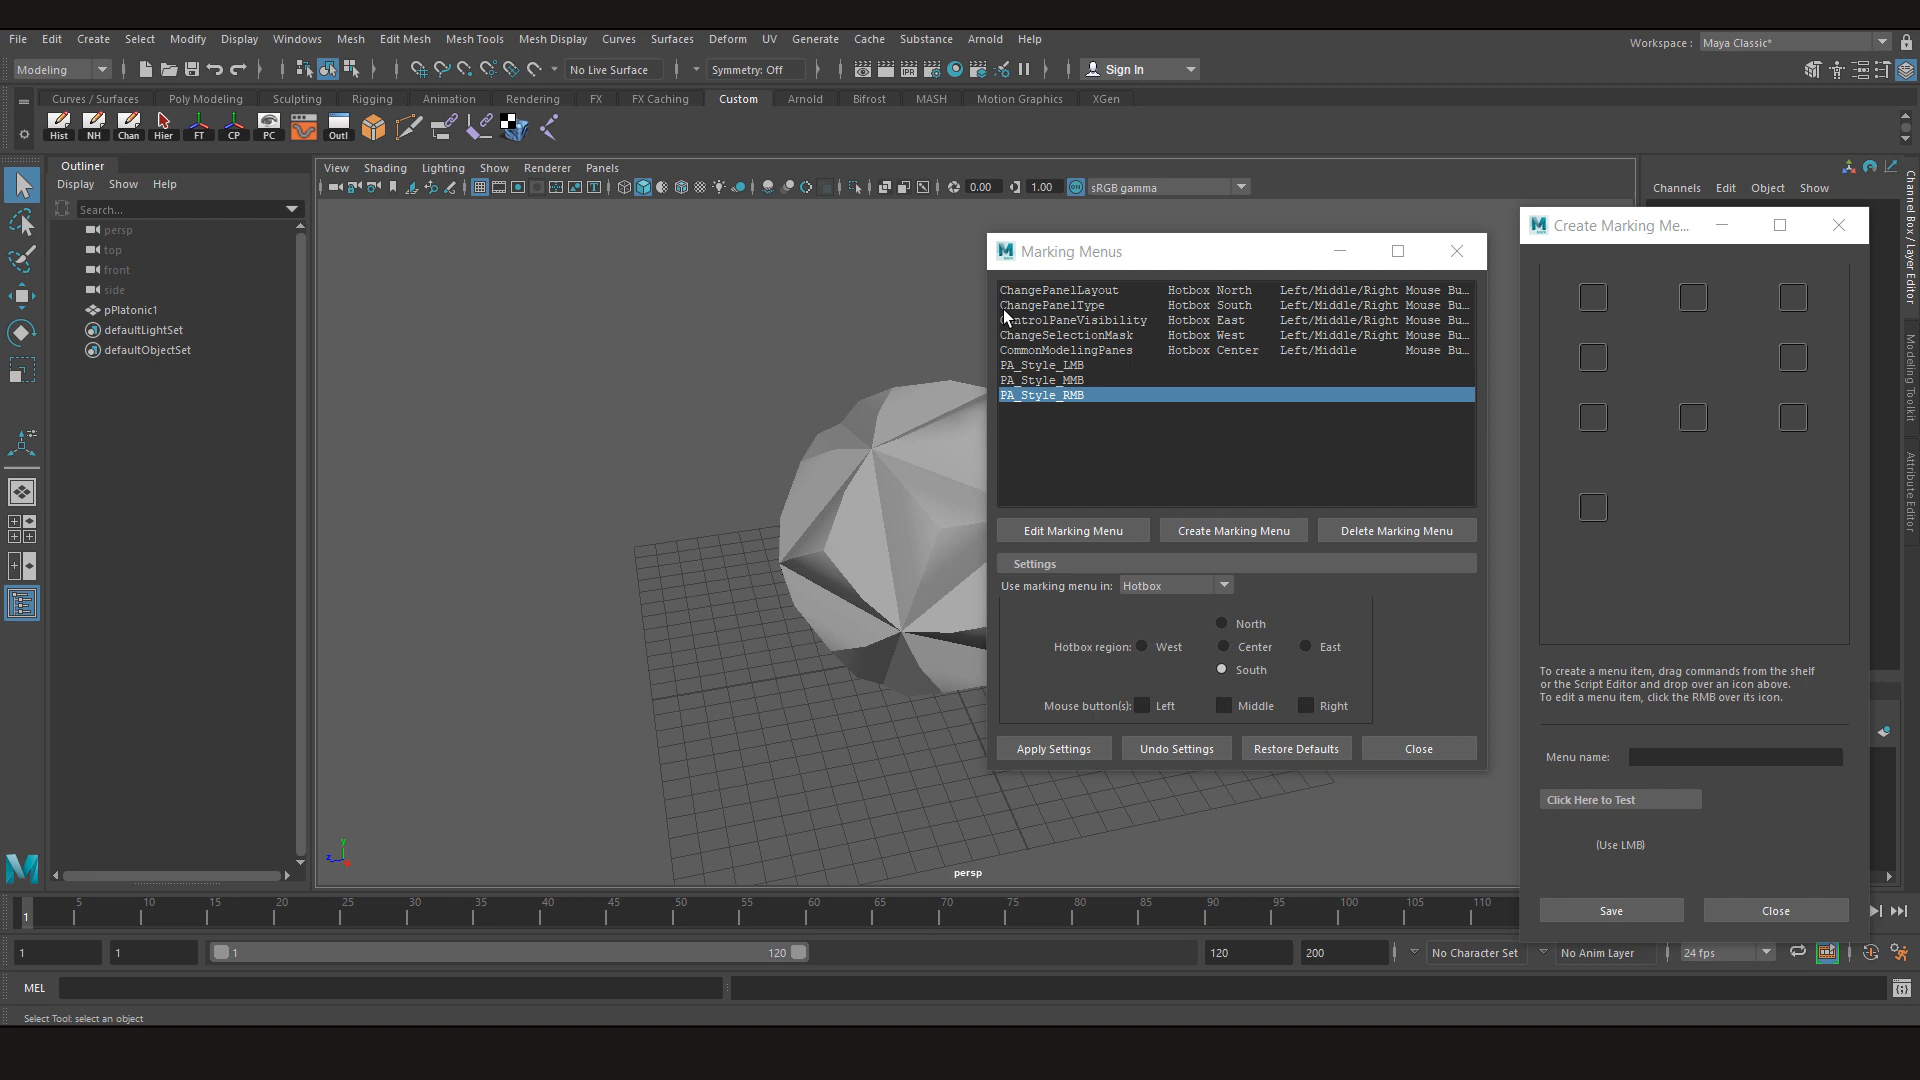 File Edit Create Select Modify Display Windows Mesh Edit Mesh Mesh Tools Mesh Display Curves Surfaces Deform UV Generate Cache Substance Arnold Help
Workspace : Maya Classic*
Modeling No Live Surface Symmetry: Off Sign In
Curves / Surfaces Poly Modeling Sculpting Rigging Animation Rendering FX FX Caching Custom Arnold Bifrost MASH Motion Graphics XGen
Hist NH Chan Hier FT CP PC Outl
Outliner
Display Show Help
Search...
persp
top
front
side
pPlatonic1
defaultLightSet
defaultObjectSet
View Shading Lighting Show Renderer Panels
0.00 1.00 sRGB gamma
Channels Edit Object Show
Channel Box / Layer Editor
Modeling Toolkit
Attribute Editor
Marking Menus
ChangePanelLayout Hotbox North Left/Middle/Right Mouse Bu...
ChangePanelType Hotbox South Left/Middle/Right Mouse Bu...
ControlPaneVisibility Hotbox East Left/Middle/Right Mouse Bu...
ChangeSelectionMask Hotbox West Left/Middle/Right Mouse Bu...
CommonModelingPanes Hotbox Center Left/Middle Mouse Bu...
PA_Style_LMB
PA_Style_MMB
PA_Style_RMB
Edit Marking Menu Create Marking Menu Delete Marking Menu
Settings
Use marking menu in: Hotbox
North
Hotbox region: West Center East
South
Mouse button(s): Left Middle Right
Apply Settings Undo Settings Restore Defaults Close
Create Marking Me...
To create a menu item, drag commands from the shelf
or the Script Editor and drop over an icon above.
To edit a menu item, click the RMB over its icon.
Menu name:
Click Here to Test
(Use LMB)
Save Close
y
z
persp
1 5 10 15 20 25 30 35 40 45 50 55 60 65 70 75 80 85 90 95 100 105 110
1 1 1 120 120 200 No Character Set No Anim Layer 24 fps
MEL
Select Tool: select an object